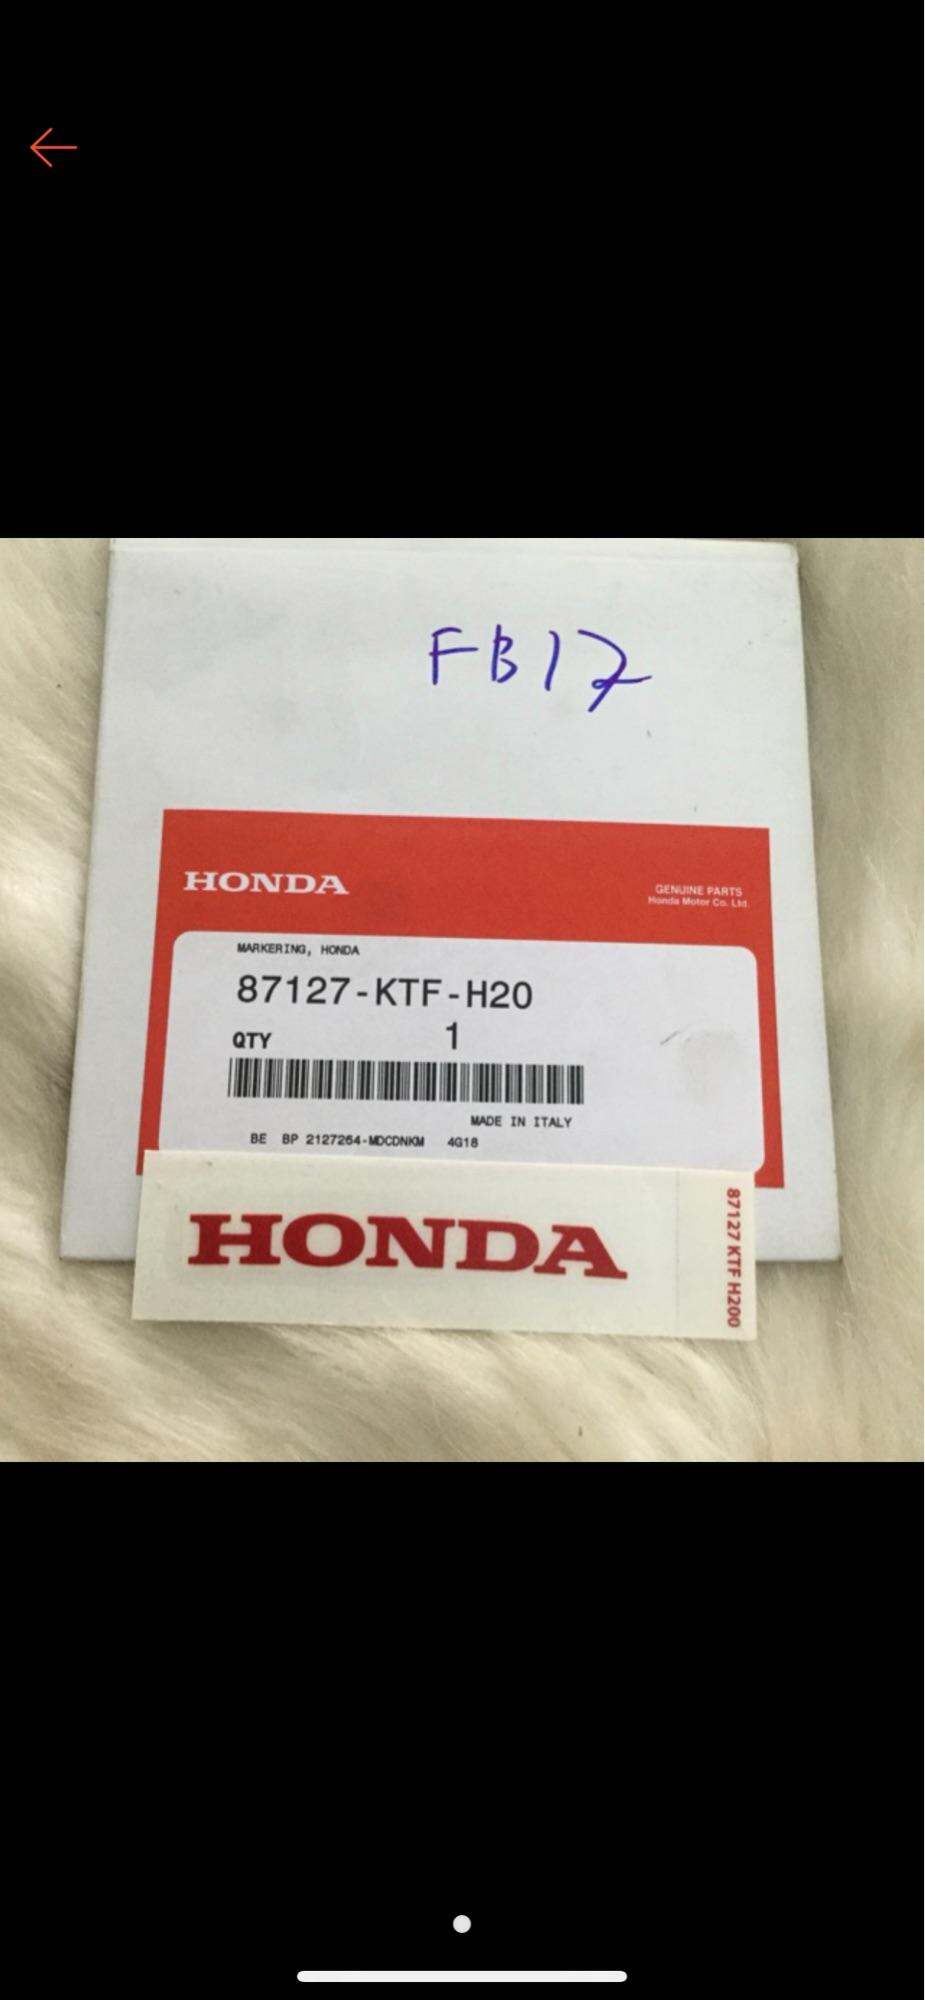 FB17
HONDA
GENUINE PARTS
Honda Motor Co. Ltd.
MARKERING, HONDA
87127-KTF-H20
QTY 1
MADE IN ITALY
BE BP 2127264-MDCDNKM 4G18
HONDA
87127 KTF H200